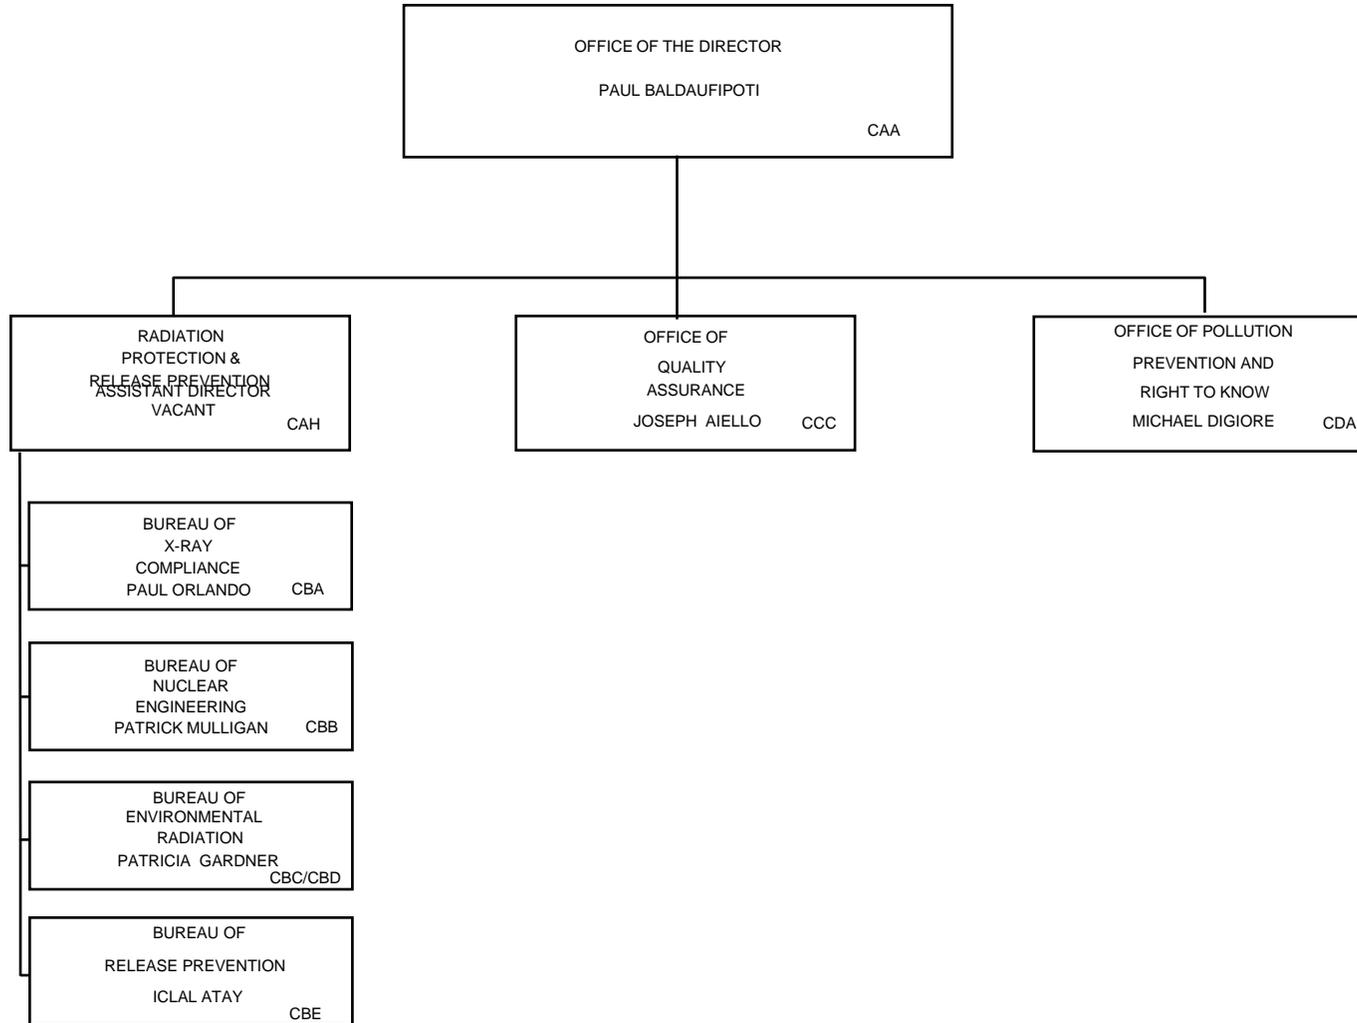 OFFICE OF THE DIRECTOR
PAUL BALDAUFIPOTI
CAA
RADIATION
PROTECTION &
RELEASE PREVENTION
ASSISTANT DIRECTOR
VACANT
CAH
OFFICE OF
QUALITY
ASSURANCE
JOSEPH AIELLO CCC
OFFICE OF POLLUTION
PREVENTION AND
RIGHT TO KNOW
MICHAEL DIGIORE CDA
BUREAU OF
X-RAY
COMPLIANCE
PAUL ORLANDO CBA
BUREAU OF
NUCLEAR
ENGINEERING
PATRICK MULLIGAN CBB
BUREAU OF
ENVIRONMENTAL
RADIATION
PATRICIA GARDNER
CBC/CBD
BUREAU OF
RELEASE PREVENTION
ICLAL ATAY
CBE